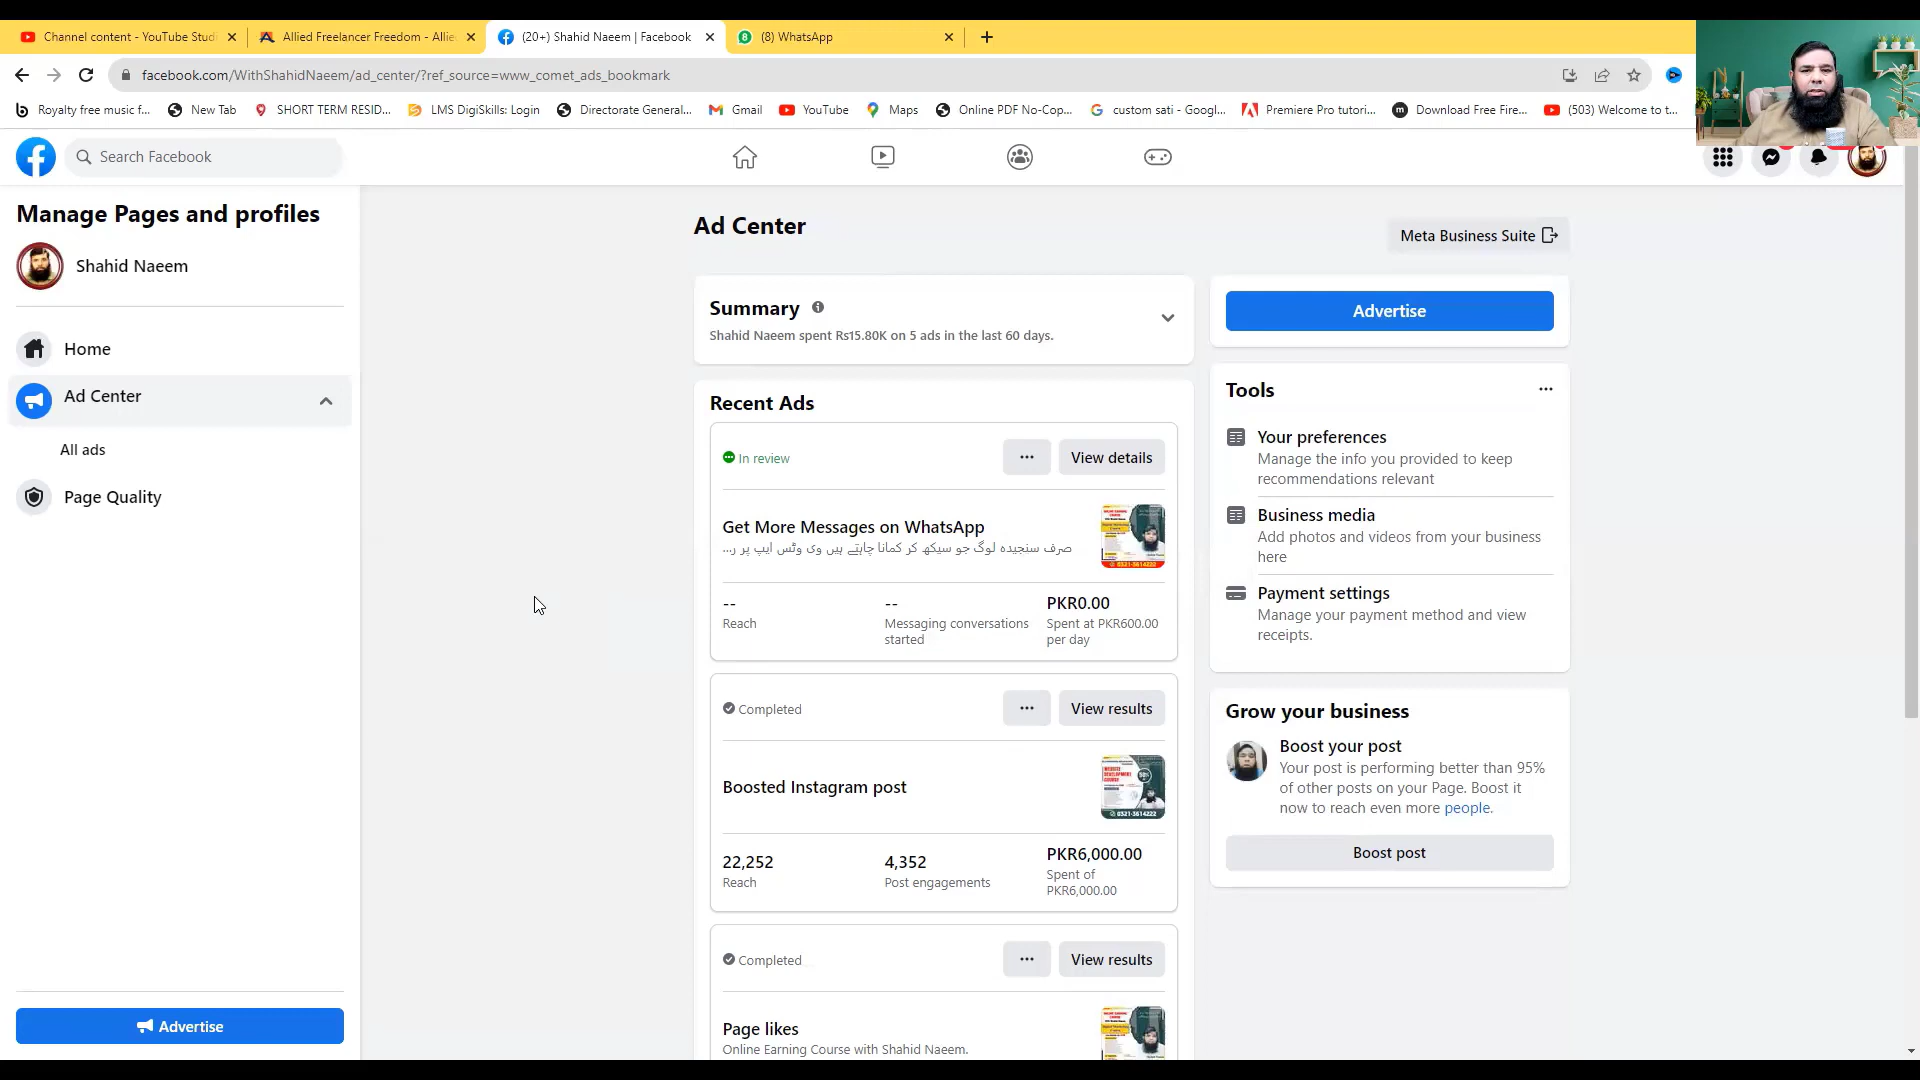 Channel content - YouTube Stud
Allied Freelancer Freedom - Allie
(20+) Shahid Naeem | Facebook
8
(8) WhatsApp
facebook.com/WithShahidNaeem/ad_center/?ref_source=www_comet_ads_bookmark
Royalty free music f...
New Tab
SHORT TERM RESID...
LMS DigiSkills: Login
Directorate General...
Gmail
YouTube
Maps
Online PDF No-Cop...
custom sati - Googl...
Premiere Pro tutori...
Download Free Fire...
(503) Welcome to t...
Search Facebook
Manage Pages and profiles
Shahid Naeem
Home
Ad Center
All ads
Page Quality
Advertise
Ad Center
Meta Business Suite
Summary
Shahid Naeem spent Rs15.80K on 5 ads in the last 60 days.
Recent Ads
In review
View details
Get More Messages on WhatsApp
صرف سنجیدہ لوگ جو سیکھ کر کمانا چاہتے ہیں وی وٹس ایپ پر ر...
0321-3614222
--
Reach
--
Messaging conversations
started
PKR0.00
Spent at PKR600.00
per day
Completed
View results
Boosted Instagram post
50%
0321-3614222
22,252
Reach
4,352
Post engagements
PKR6,000.00
Spent of
PKR6,000.00
Completed
View results
Page likes
Online Earning Course with Shahid Naeem.
Advertise
Tools
Your preferences
Manage the info you provided to keep
recommendations relevant
Business media
Add photos and videos from your business
here
Payment settings
Manage your payment method and view
receipts.
Grow your business
Boost your post
Your post is performing better than 95%
of other posts on your Page. Boost it
now to reach even more people.
Boost post